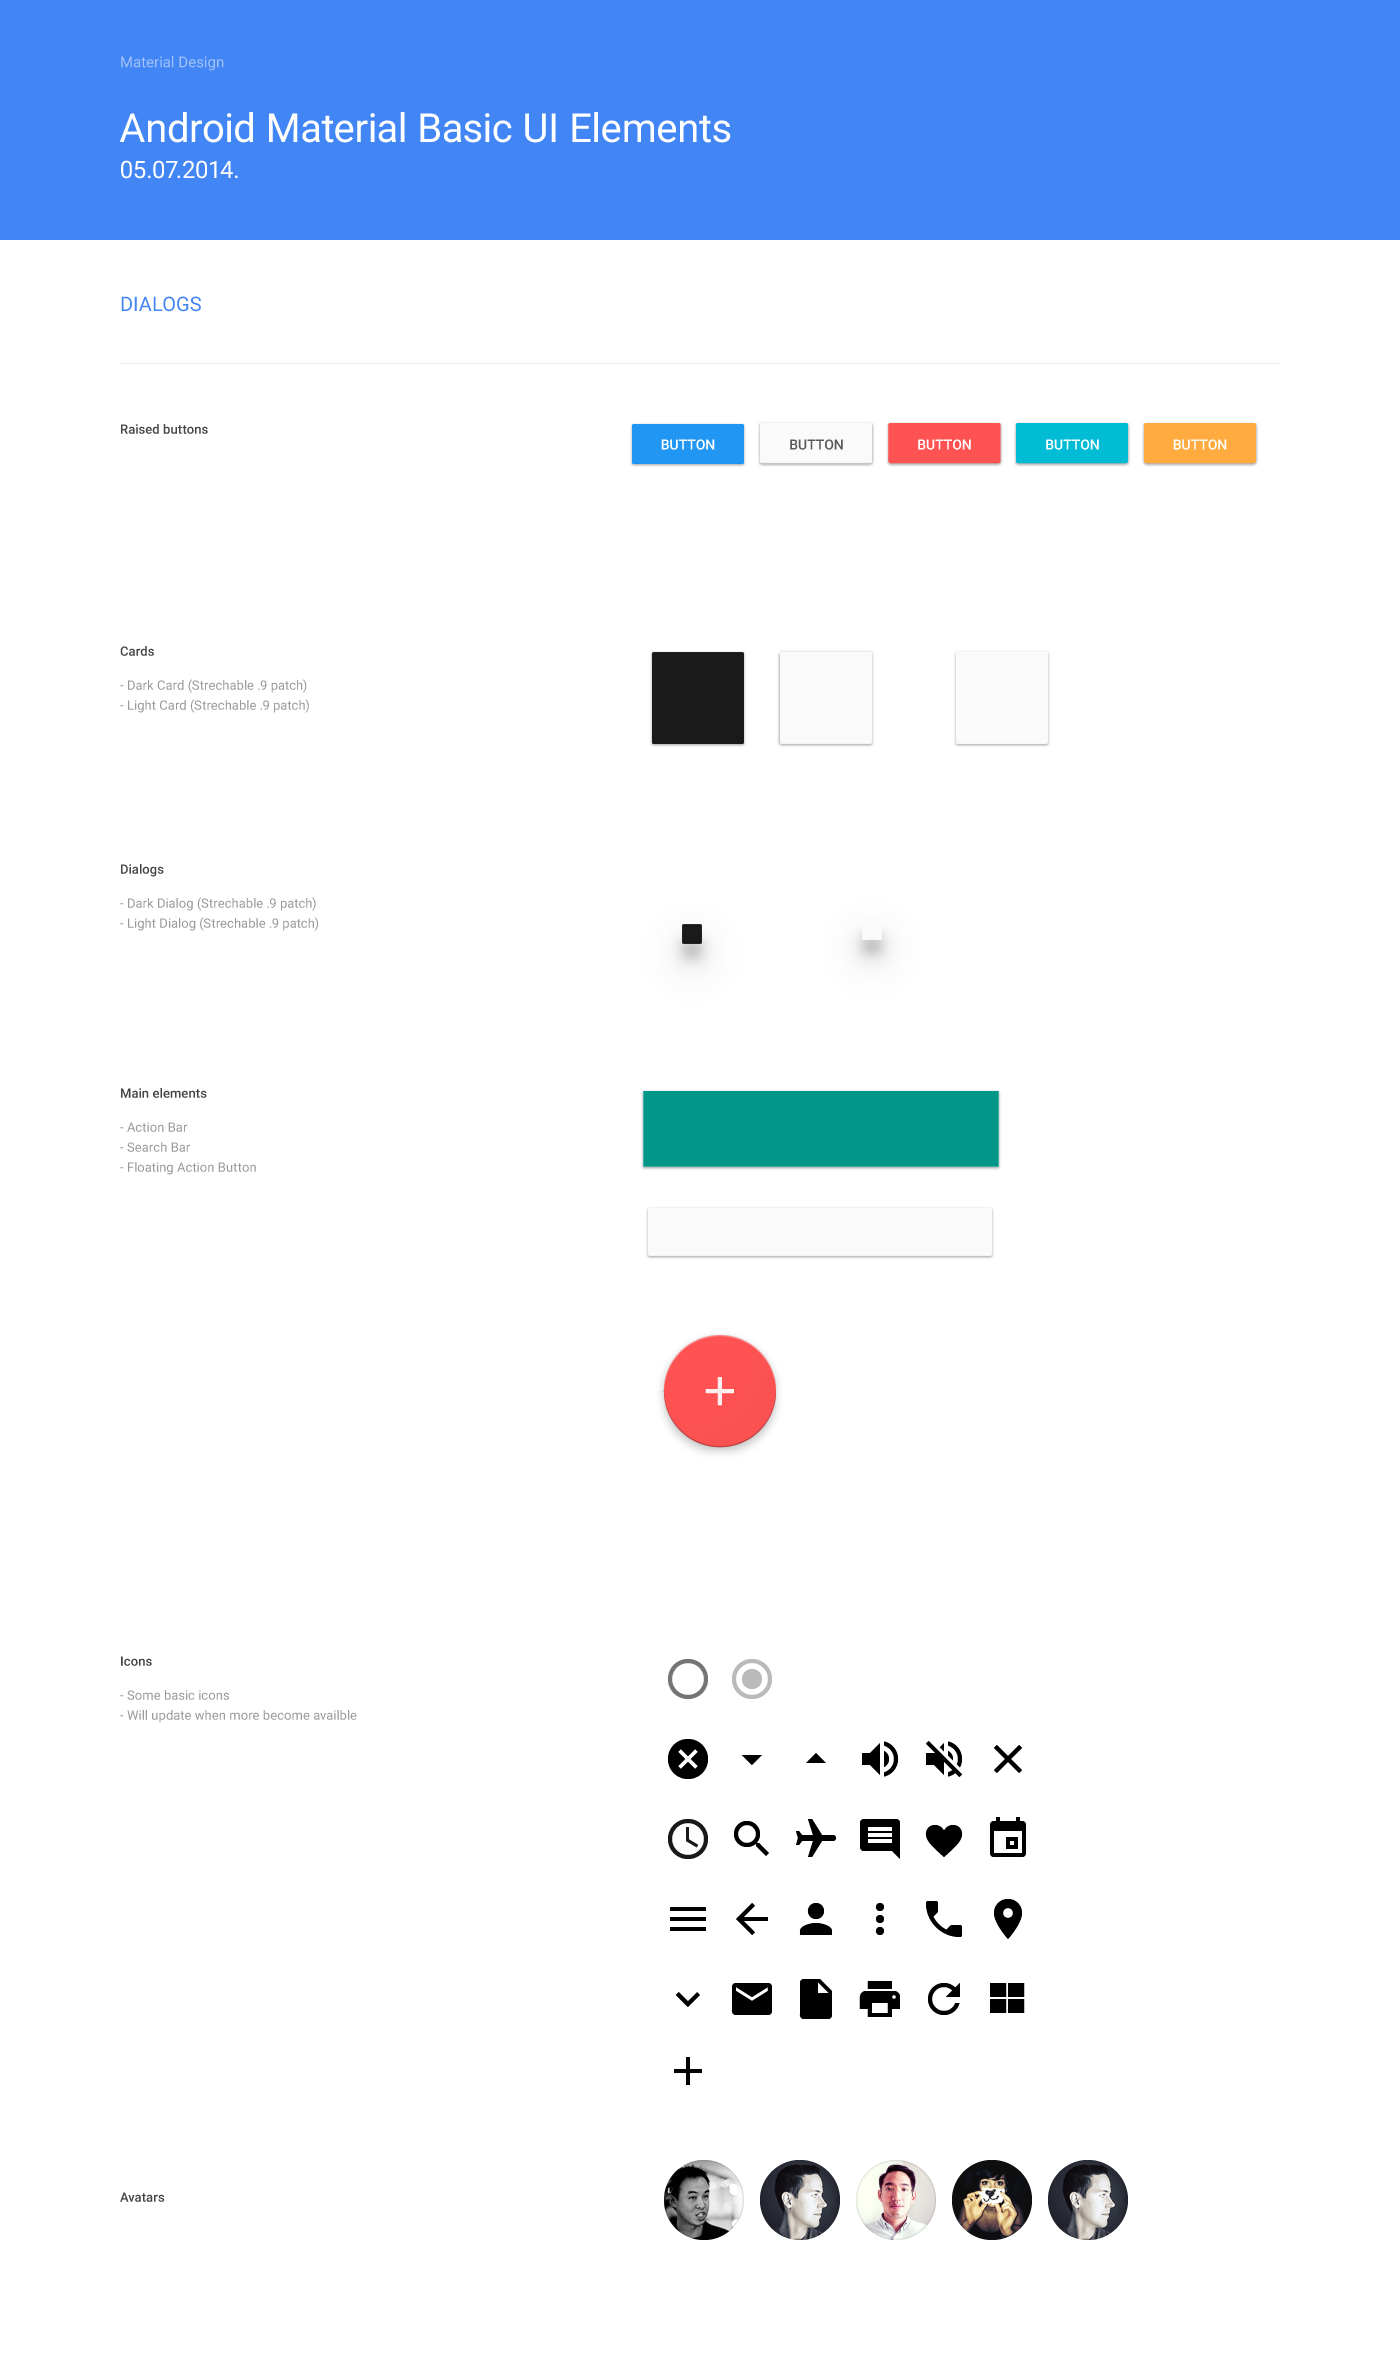 Material Design
Android Material Basic UI Elements
05.07.2014.
DIALOGS
Raised buttons
BUTTON
BUTTON
BUTTON
BUTTON
BUTTON
Cards
- Dark Card (Strechable .9 patch)
- Light Card (Strechable .9 patch)
Dialogs
- Dark Dialog (Strechable .9 patch)
- Light Dialog (Strechable .9 patch)
Main elements
- Action Bar
- Search Bar
- Floating Action Button
Icons
- Some basic icons
- Will update when more become availble
Avatars